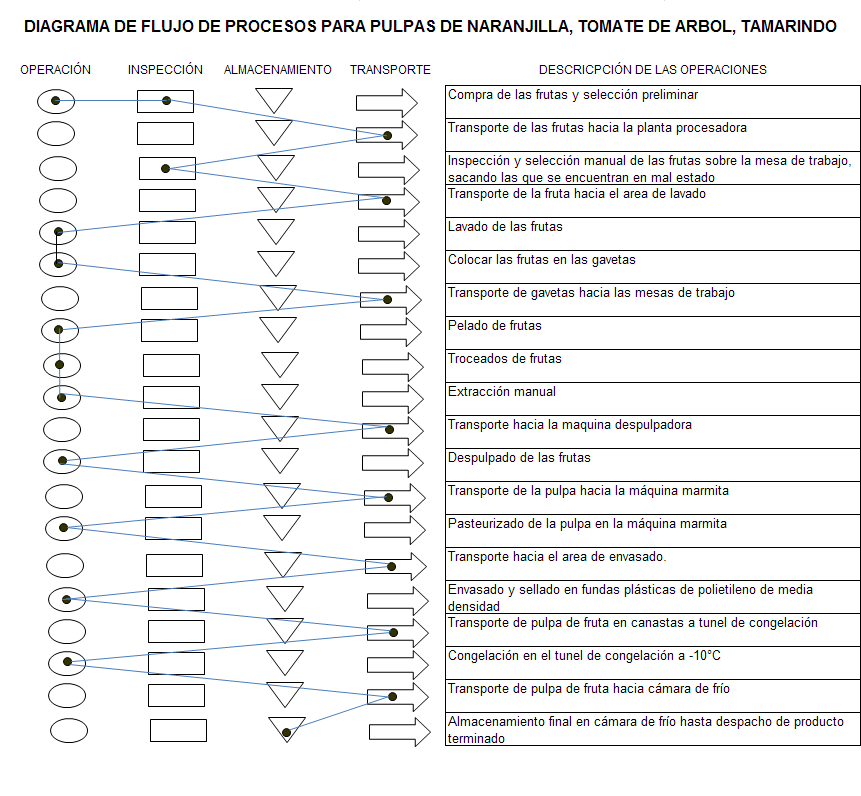 DIAGRAMA DE FLUJO DE PROCESOS PARA PULPAS DE NARANJILLA, TOMATE DE ARBOL, TAMARINDO
OPERACIÓN INSPECCIÓN ALMACENAMIENTO TRANSPORTE DESCRICPCIÓN DE LAS OPERACIONES
Compra de las frutas y selección preliminar
Transporte de las frutas hacia la planta procesadora
Inspección y selección manual de las frutas sobre la mesa de trabajo,
sacando las que se encuentran en mal estado
Transporte de la fruta hacia el area de lavado
Lavado de las frutas
Colocar las frutas en las gavetas
Transporte de gavetas hacia las mesas de trabajo
Pelado de frutas
Troceados de frutas
Extracción manual
Transporte hacia la maquina despulpadora
Despulpado de las frutas
Transporte de la pulpa hacia la máquina marmita
Pasteurizado de la pulpa en la máquina marmita
Transporte hacia el area de envasado.
Envasado y sellado en fundas plásticas de polietileno de media
densidad
Transporte de pulpa de fruta en canastas a tunel de congelación
Congelación en el tunel de congelación a -10°C
Transporte de pulpa de fruta hacia cámara de frío
Almacenamiento final en cámara de frío hasta despacho de producto
terminado